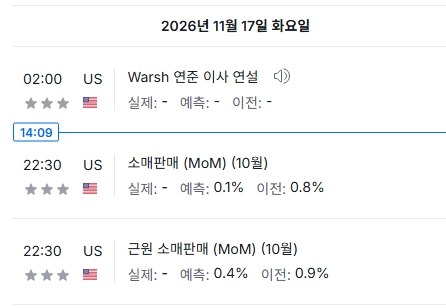 2026년 11월 17일 화요일
02:00 US Warsh 연준 이사 연설
실제: - 예측: - 이전: -
14:09
22:30 US 소매판매 (MoM) (10월)
실제: - 예측: 0.1% 이전: 0.8%
22:30 US 근원 소매판매 (MoM) (10월)
실제: - 예측: 0.4% 이전: 0.9%